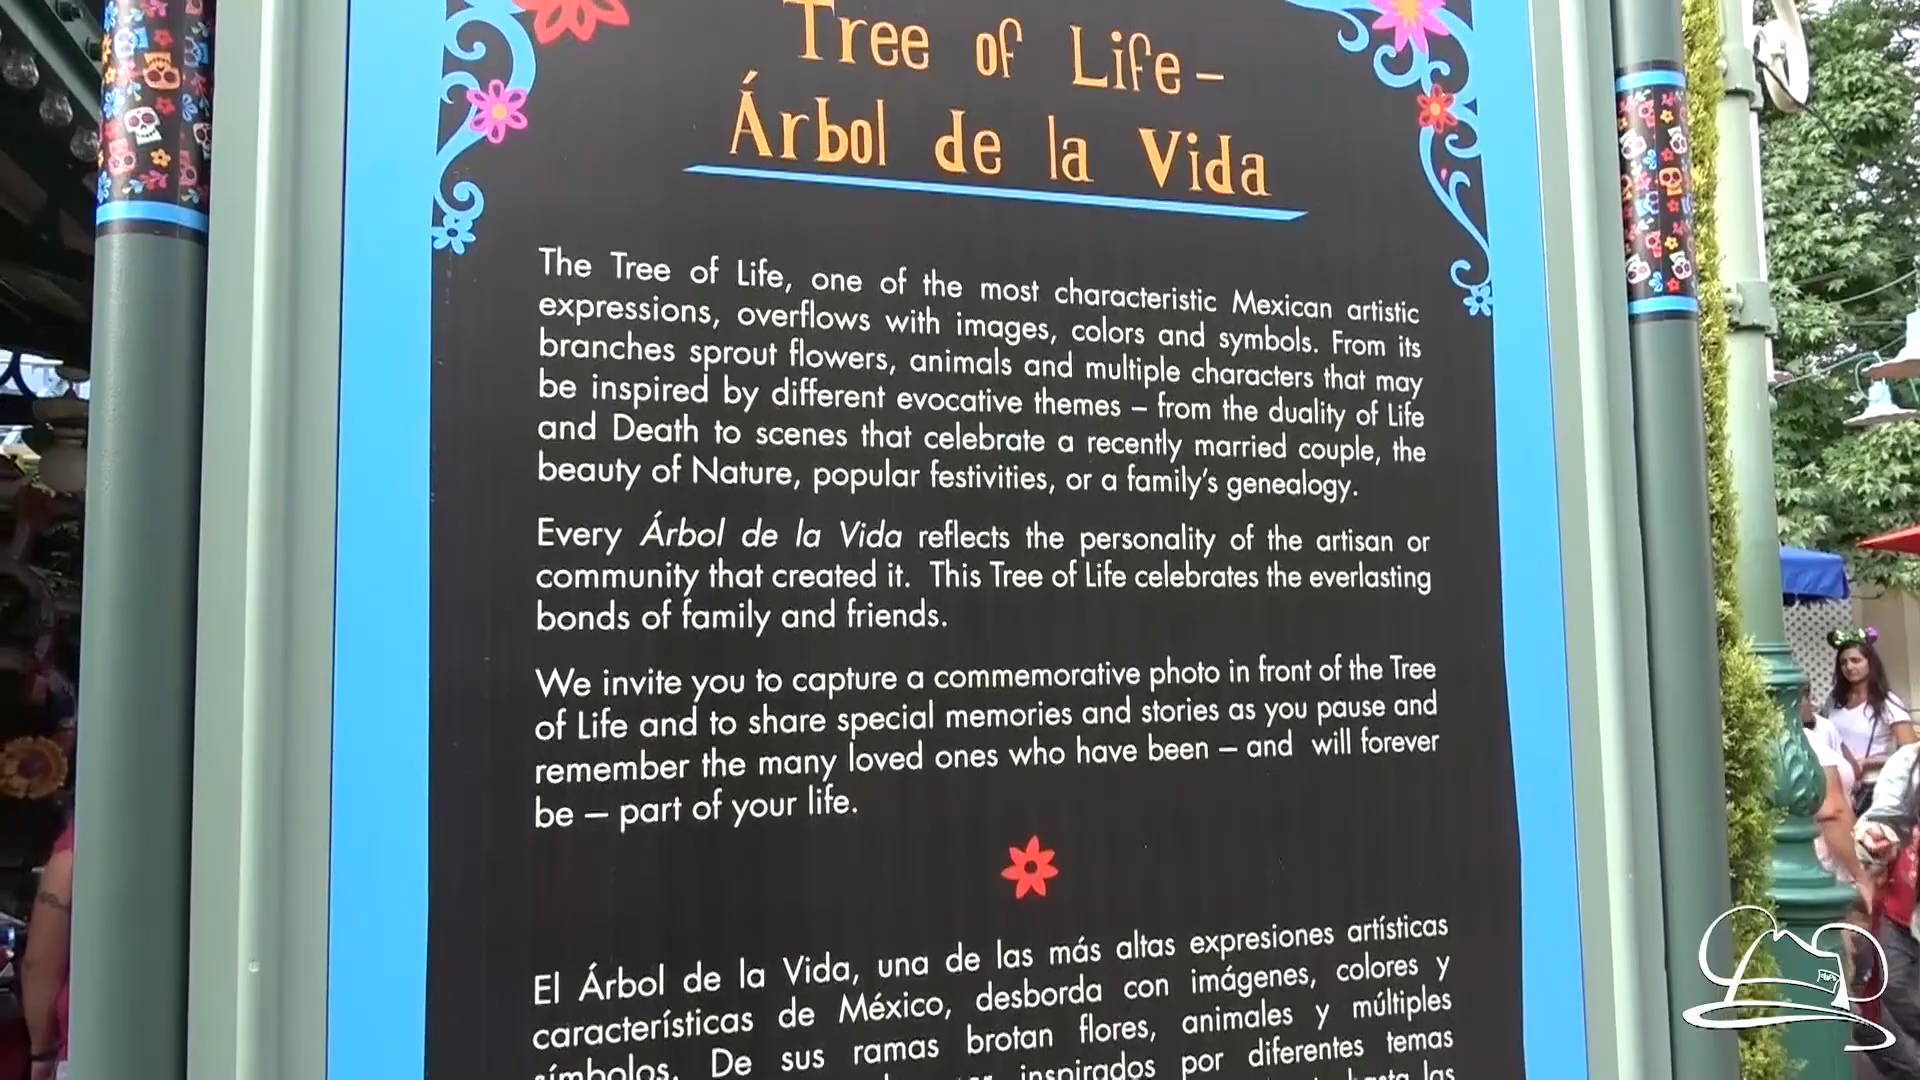 Tree of Life –
Árbol de la Vida
The Tree of Life, one of the most characteristic Mexican artistic
expressions, overflows with images, colors and symbols. From its
branches sprout flowers, animals and multiple characters that may
be inspired by different evocative themes – from the duality of Life
and Death to scenes that celebrate a recently married couple, the
beauty of Nature, popular festivities, or a family's genealogy.
Every Árbol de la Vida reflects the personality of the artisan or
community that created it. This Tree of Life celebrates the everlasting
bonds of family and friends.
We invite you to capture a commemorative photo in front of the Tree
of Life and to share special memories and stories as you pause and
remember the many loved ones who have been – and will forever
be – part of your life.
El Árbol de la Vida, una de las más altas expresiones artísticas
características de México, desborda con imágenes, colores y
símbolos. De sus ramas brotan flores, animales y múltiples
inspirados por diferentes temas
hasta las